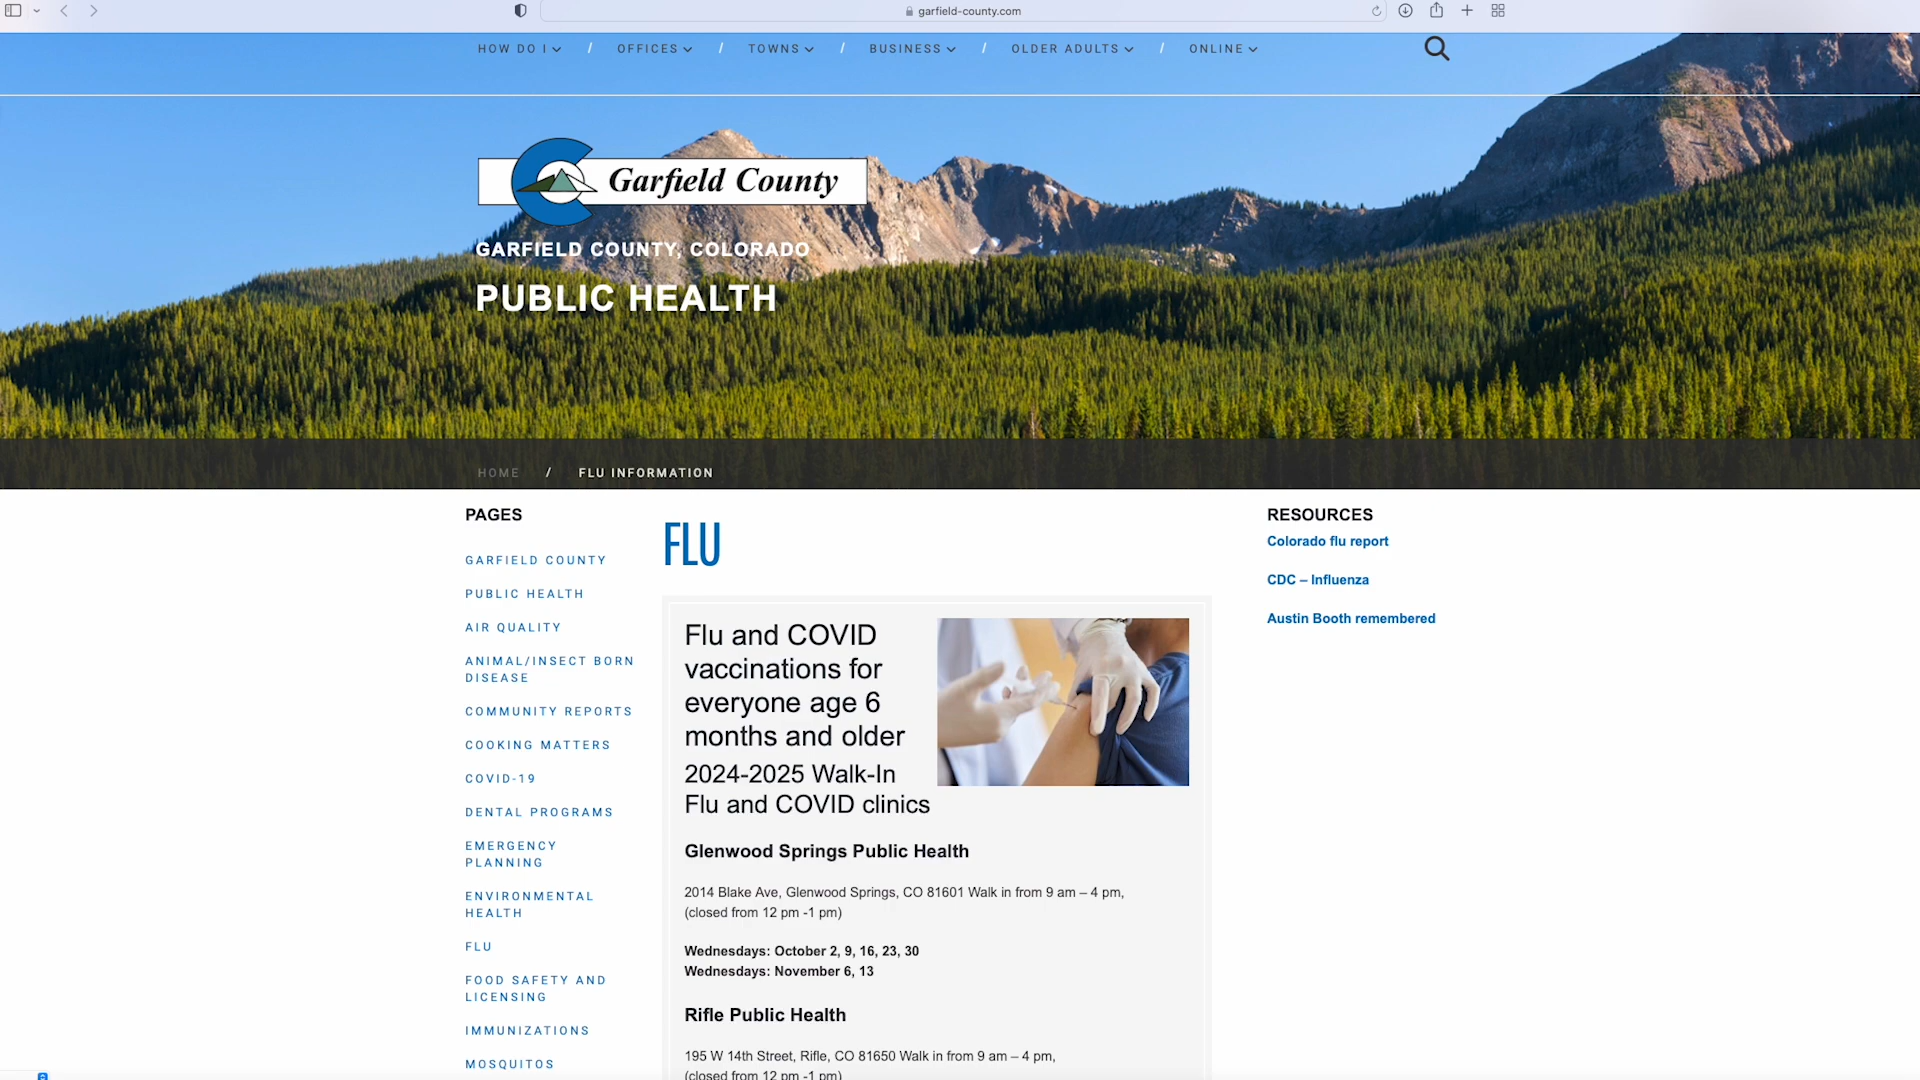 garfield-county.com
HOW DO I / OFFICES / TOWNS / BUSINESS / OLDER ADULTS / ONLINE
Garfield County
GARFIELD COUNTY, COLORADO
PUBLIC HEALTH
HOME / FLU INFORMATION
PAGES
GARFIELD COUNTY
PUBLIC HEALTH
AIR QUALITY
ANIMAL/INSECT BORN
DISEASE
COMMUNITY REPORTS
COOKING MATTERS
COVID-19
DENTAL PROGRAMS
EMERGENCY
PLANNING
ENVIRONMENTAL
HEALTH
FLU
FOOD SAFETY AND
LICENSING
IMMUNIZATIONS
MOSQUITOS
FLU
Flu and COVID
vaccinations for
everyone age 6
months and older
2024-2025 Walk-In
Flu and COVID clinics
Glenwood Springs Public Health
2014 Blake Ave, Glenwood Springs, CO 81601 Walk in from 9 am – 4 pm,
(closed from 12 pm -1 pm)
Wednesdays: October 2, 9, 16, 23, 30
Wednesdays: November 6, 13
Rifle Public Health
195 W 14th Street, Rifle, CO 81650 Walk in from 9 am – 4 pm,
(closed from 12 pm -1 pm)
RESOURCES
Colorado flu report
CDC – Influenza
Austin Booth remembered